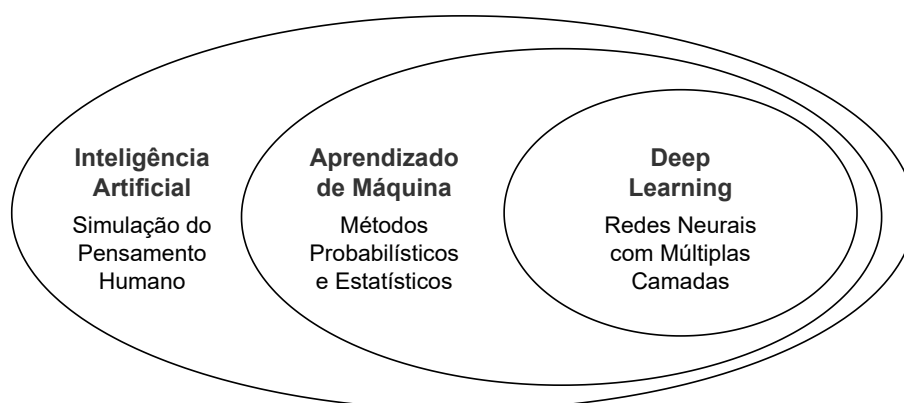 Inteligência
Artificial
Simulação do
Pensamento
Humano
Aprendizado
de Máquina
Métodos
Probabilísticos
e Estatísticos
Deep
Learning
Redes Neurais
com Múltiplas
Camadas